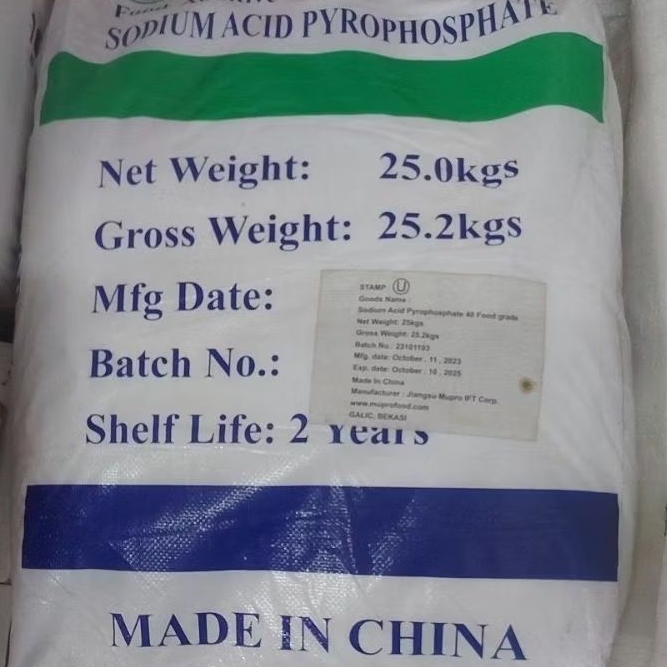 Food Additive
SODIUM ACID PYROPHOSPHATE
Net Weight: 25.0kgs
Gross Weight: 25.2kgs
Mfg Date:
Batch No.:
Shelf Life: 2 Years
STAMP U
Goods Name :
Sodium Acid Pyrophosphate 40 Food grade
Net Weight: 25kgs
Gross Weight: 25.2kgs
Batch No.: 23101103
Mfg. date: October . 11 , 2023
Exp. date: October . 10 , 2025
Made In China
Manufacturer : Jiangsu Mupro IFT Corp.
www.muprofood.com
GALIC, BEKASI
MADE IN CHINA